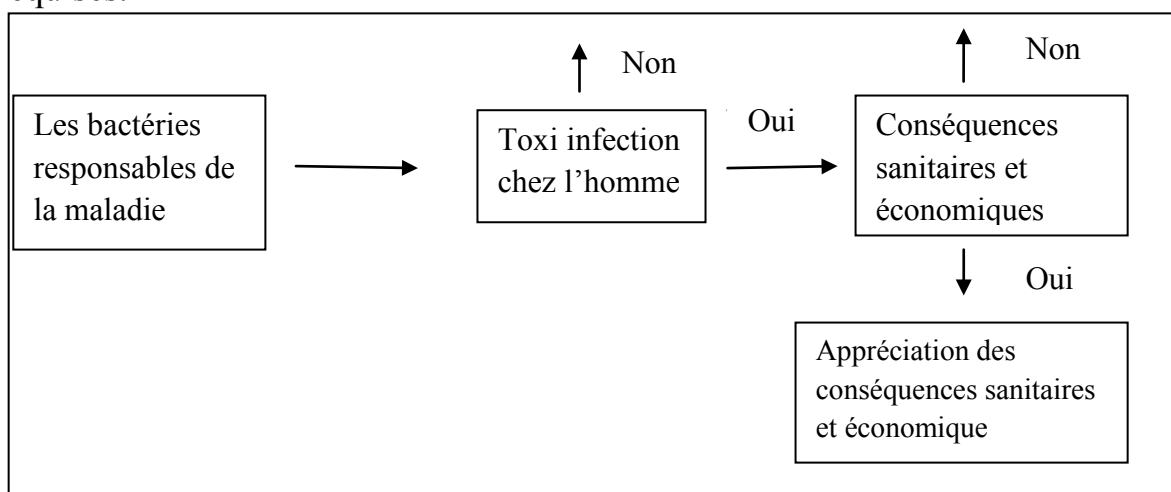 Non
Non
Les bactéries
responsables de
la maladie
Toxi infection
chez l’homme
Oui
Conséquences
sanitaires et
économiques
Oui
Appréciation des
conséquences sanitaires
et économique